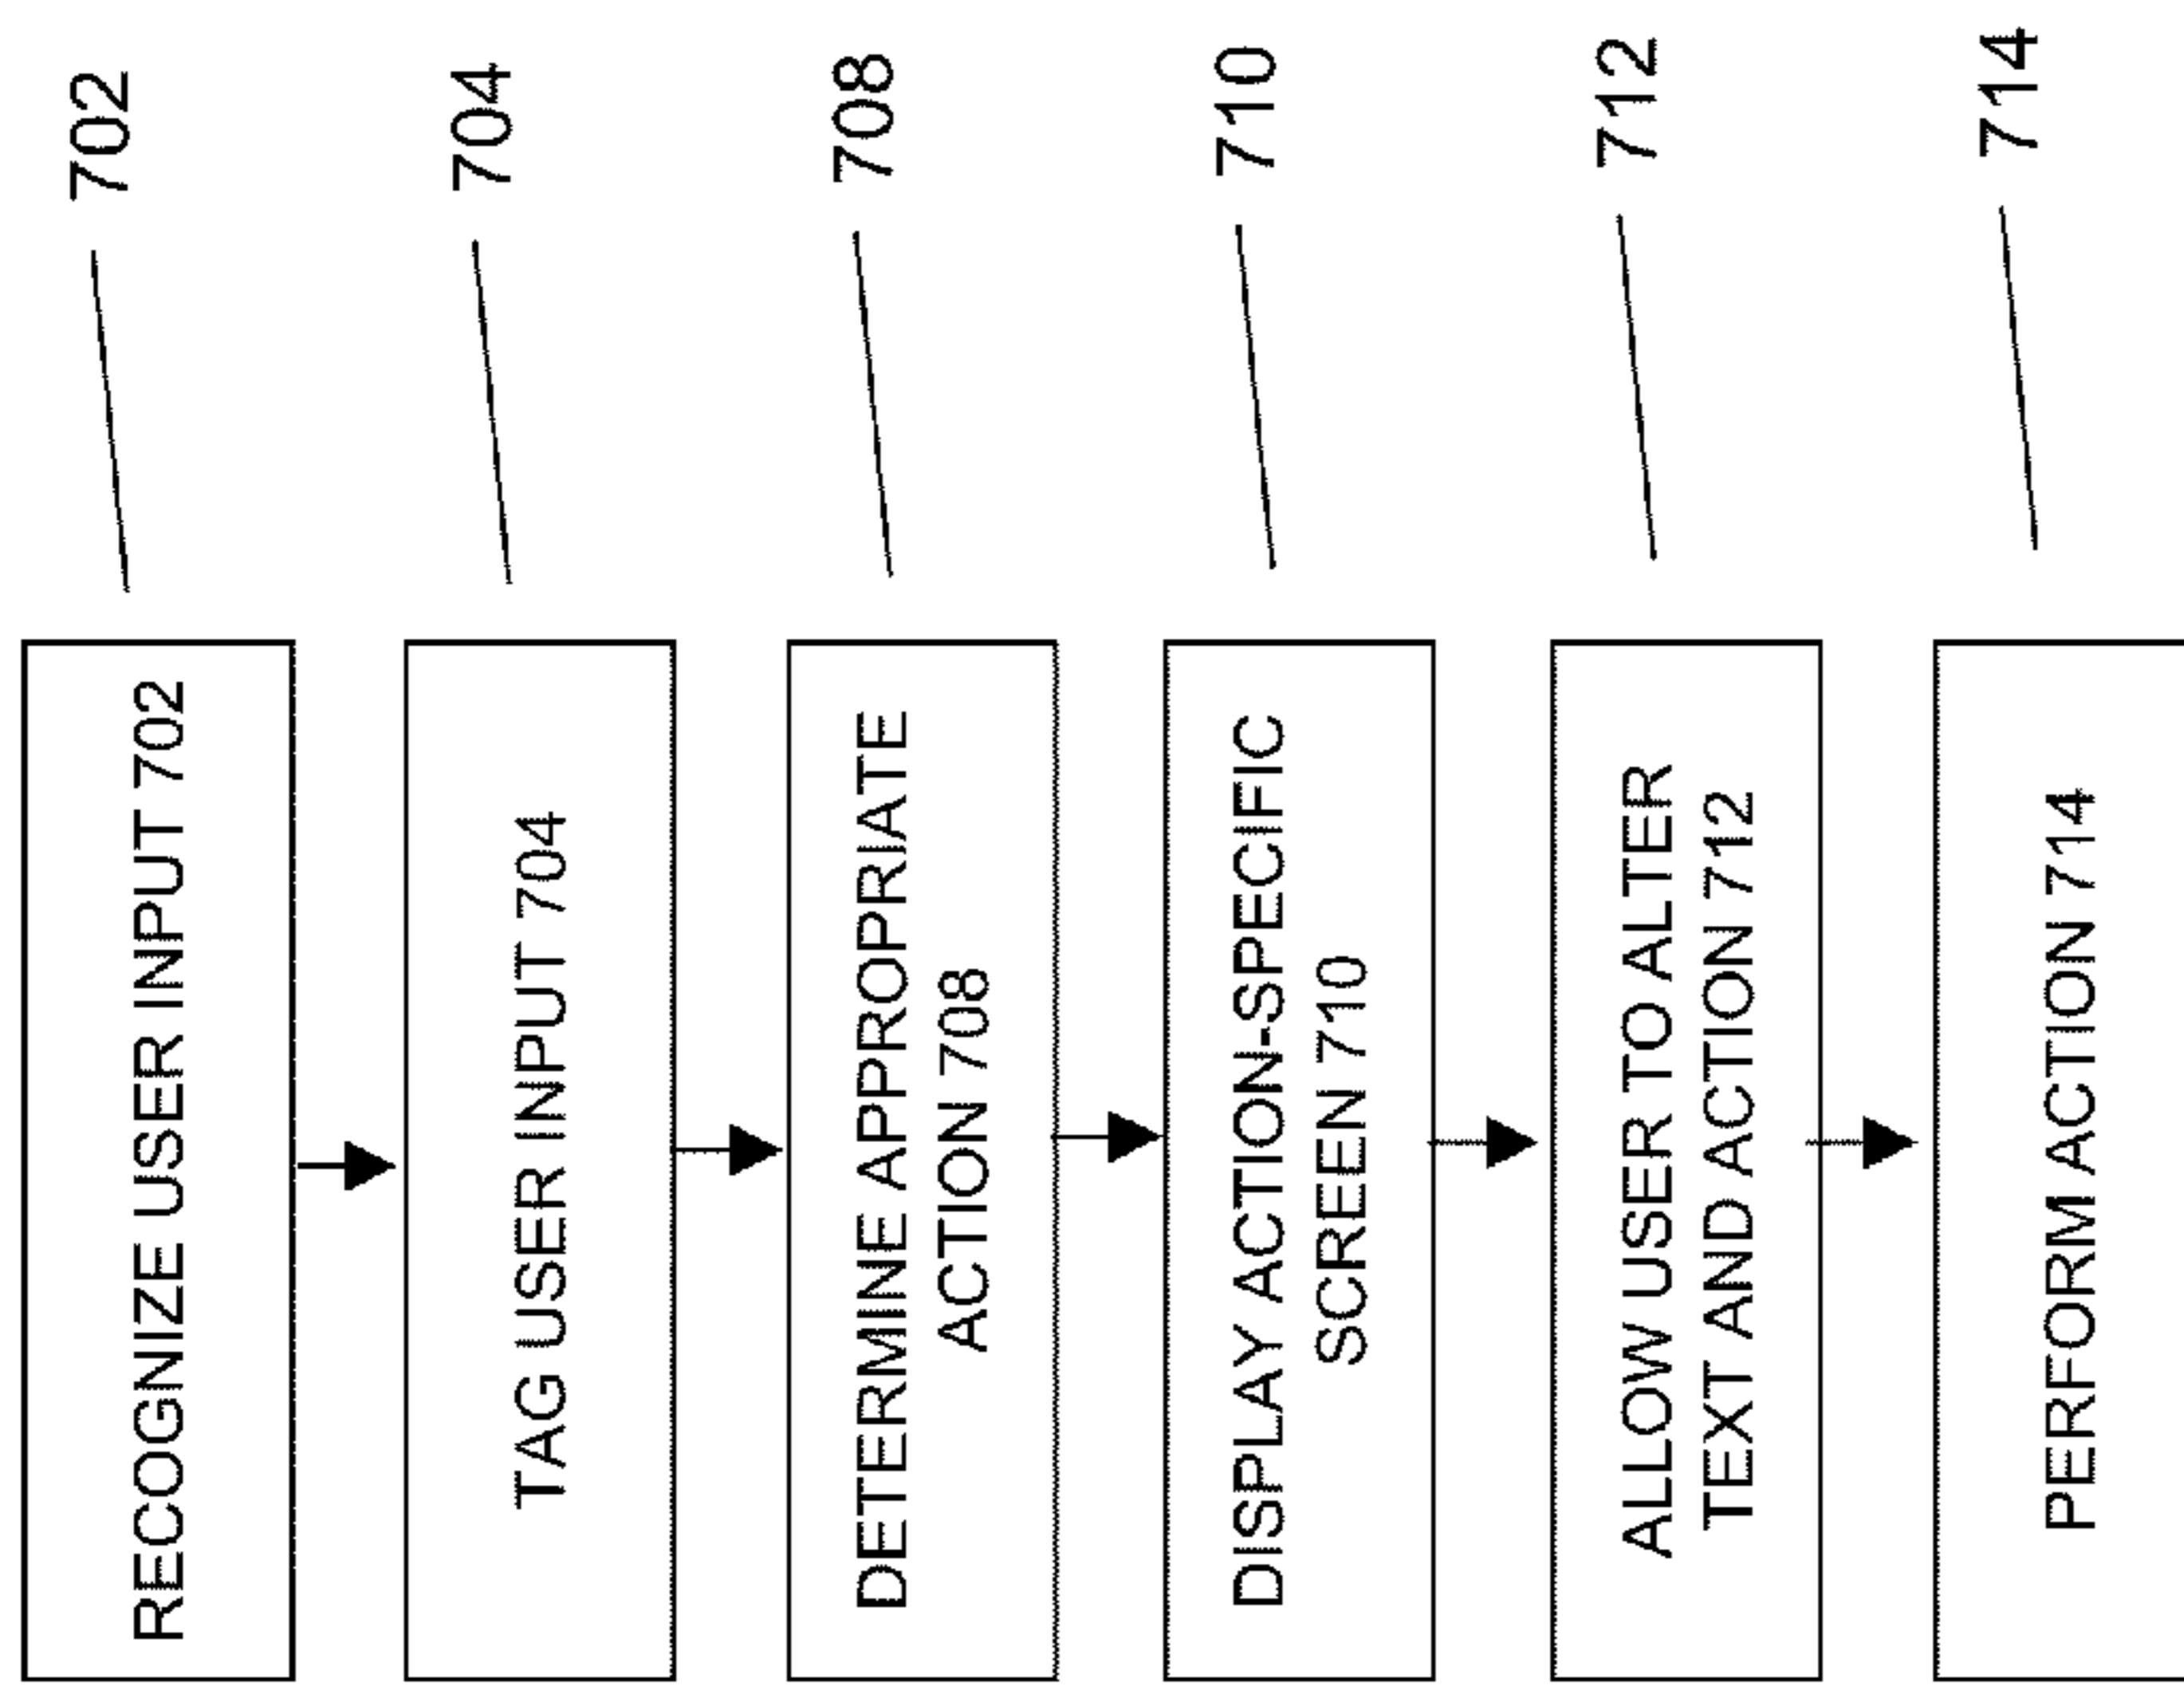 RECOGNIZE USER INPUT 702
702
TAG USER INPUT 704
704
DETERMINE APPROPRIATE
ACTION 708
708
DISPLAY ACTION-SPECIFIC
SCREEN 710
710
ALLOW USER TO ALTER
TEXT AND ACTION 712
712
PERFORM ACTION 714
714